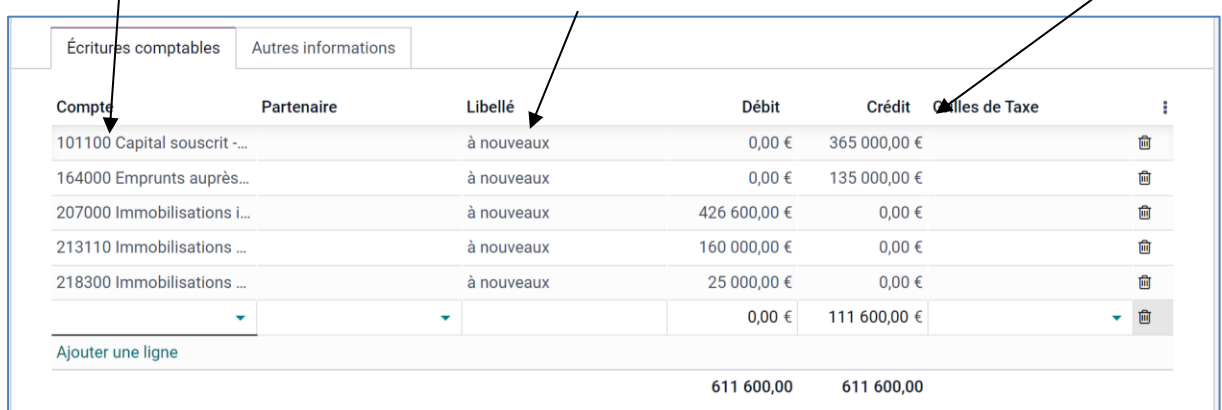 Écritures comptables Autres informations
Compte Partenaire Libellé Débit Crédit Grilles de Taxe
101100 Capital souscrit -... à nouveaux 0,00 € 365 000,00 €
164000 Emprunts auprès... à nouveaux 0,00 € 135 000,00 €
207000 Immobilisations i... à nouveaux 426 600,00 € 0,00 €
213110 Immobilisations ... à nouveaux 160 000,00 € 0,00 €
218300 Immobilisations ... à nouveaux 25 000,00 € 0,00 €
0,00 € 111 600,00 €
Ajouter une ligne
611 600,00 611 600,00